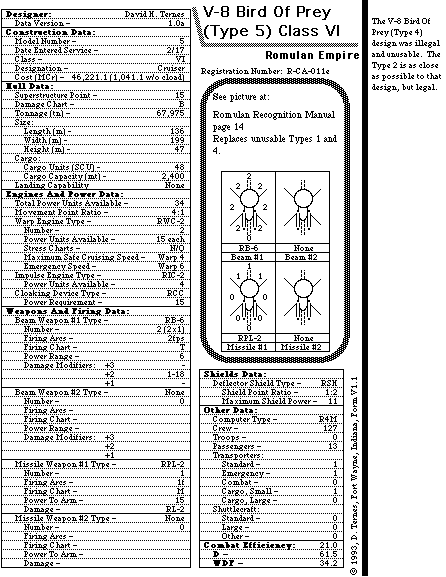 Designer: David H. Ternes
Data Version - 1.0a
Construction Data:
Model Number - 5
Date Entered Service - 2/17
Class - VI
Designation - Cruiser
Cost (MCr) - 46,221.1 (1,041.1 w/o cload)
Hull Data:
Superstructure Point - 15
Damage Chart - B
Tonnage (tn) - 67,975
Size:
Length (m) - 136
Width (m) - 199
Height (m) - 47
Cargo:
Cargo Units (SCU) - 48
Cargo Capacity (mt) - 2,400
Landing Capability None
Engines And Power Data:
Total Power Units Available - 34
Movement Point Ratio - 4:1
Warp Engine Type - RWC-2
Number - 2
Power Units Available - 15 each
Stress Charts - N/Q
Maximum Safe Cruising Speed - Warp 4
Emergency Speed - Warp 6
Impulse Engine Type - RIC-2
Power Units Available - 4
Cloaking Device Type - RCC
Power Requirement - 15
Weapons And Firing Data:
Beam Weapon #1 Type - RB-6
Number - 2 (2x1)
Firing Arcs - 2fps
Firing Chart - T
Power Range - 6
Damage Modifiers: +3 -
+2 1-18
+1 -
Beam Weapon #2 Type - None
Number - 0
Firing Arcs -
Firing Chart -
Power Range -
Damage Modifiers: +3
+2
+1
Missile Weapon #1 Type - RPL-2
Number - 1
Firing Arcs - 1f
Firing Chart - M
Power To Arm - 15
Damage - RL-2
Missile Weapon #2 Type - None
Number - 0
Firing Arcs -
Firing Chart -
Power To Arm -
Damage -
V-8 Bird Of Prey
(Type 5) Class VI
Romulan Empire
Registration Number: R-CA-011e
See picture at:
Romulan Recognition Manual
page 14
Replaces unusable Types 1 and
4.
2 2
2 2
2 2
0
RB-6 None
Beam #1 Beam #2
1 1
1 1
0 0
0
RPL-2 None
Missile #1 Missile #2
Shields Data:
Deflector Shield Type - RSH
Shield Point Ratio - 1:2
Maximum Shield Power - 11
Other Data:
Computer Type - R4M
Crew - 127
Troops - 0
Passengers - 13
Transporters:
Standard - 1
Emergency - 1
Combat - 0
Cargo, Small - 1
Cargo, Large - 0
Shuttlecraft:
Standard - 0
Large - 0
Other - 0
Combat Efficiency: 21.0
D - 61.5
WDF - 34.2
The V-8 Bird Of
Prey (Type 4)
design was illegal
and unusable. The
Type 2 is as close
as possible to that
design, but legal.
© 1993, D. Ternes, Fort Wayne, Indiana, Form V1.1